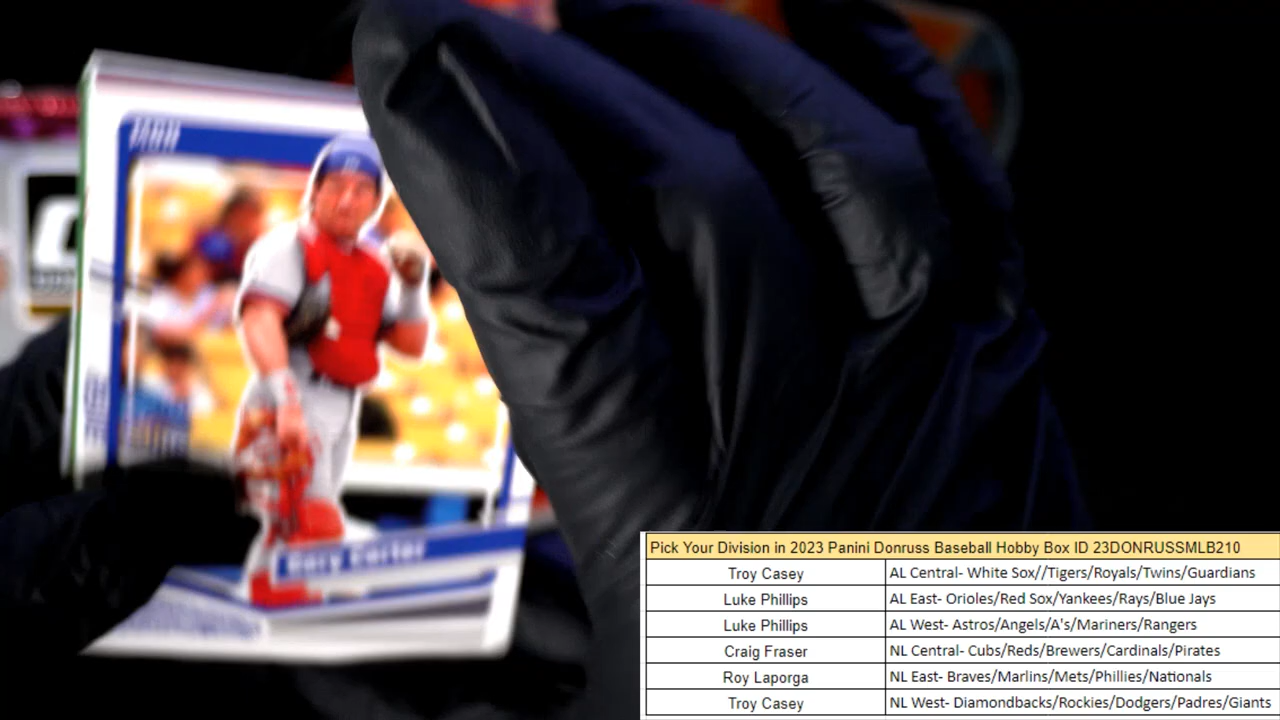 Gary Carter
Pick Your Division in 2023 Panini Donruss Baseball Hobby Box ID 23DONRUSSMLB210
Troy Casey AL Central- White Sox//Tigers/Royals/Twins/Guardians
Luke Phillips AL East- Orioles/Red Sox/Yankees/Rays/Blue Jays
Luke Phillips AL West- Astros/Angels/A's/Mariners/Rangers
Craig Fraser NL Central- Cubs/Reds/Brewers/Cardinals/Pirates
Roy Laporga NL East- Braves/Marlins/Mets/Phillies/Nationals
Troy Casey NL West- Diamondbacks/Rockies/Dodgers/Padres/Giants